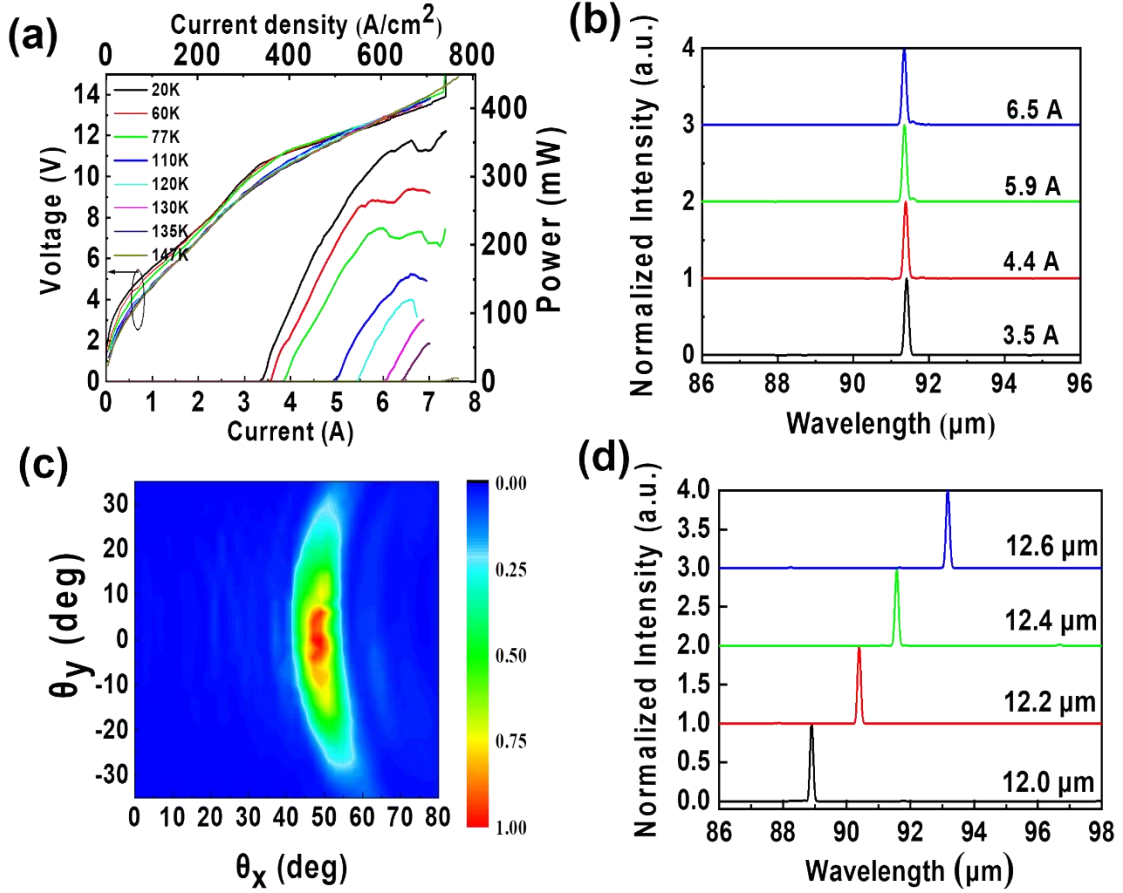 (a)
Current density (A/cm²)
0 200 400 600 800
14
12
10
8
6
4
2
0
Voltage (V)
20K
60K
77K
110K
120K
130K
135K
147K
400
300
200
100
0
Power (mW)
0 1 2 3 4 5 6 7 8
Current (A)
(b)
Normalized Intensity (a.u.)
4
3
2
1
0
6.5 A
5.9 A
4.4 A
3.5 A
86 88 90 92 94 96
Wavelength (µm)
(c)
θy (deg)
30
20
10
0
-10
-20
-30
0 10 20 30 40 50 60 70 80
θx (deg)
0.00
0.25
0.50
0.75
1.00
(d)
Normalized Intensity (a.u.)
4.0
3.5
3.0
2.5
2.0
1.5
1.0
0.5
0.0
12.6 µm
12.4 µm
12.2 µm
12.0 µm
86 88 90 92 94 96 98
Wavelength (µm)